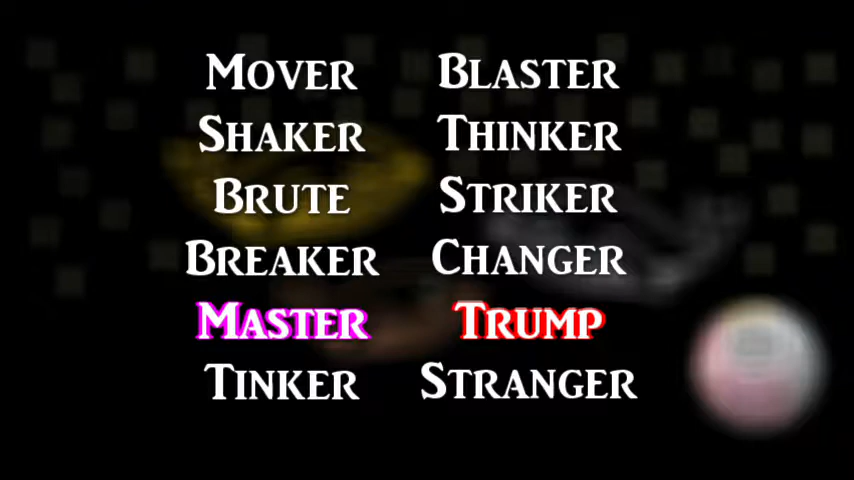 Mover Blaster
Shaker Thinker
Brute Striker
Breaker Changer
Master Trump
Tinker Stranger